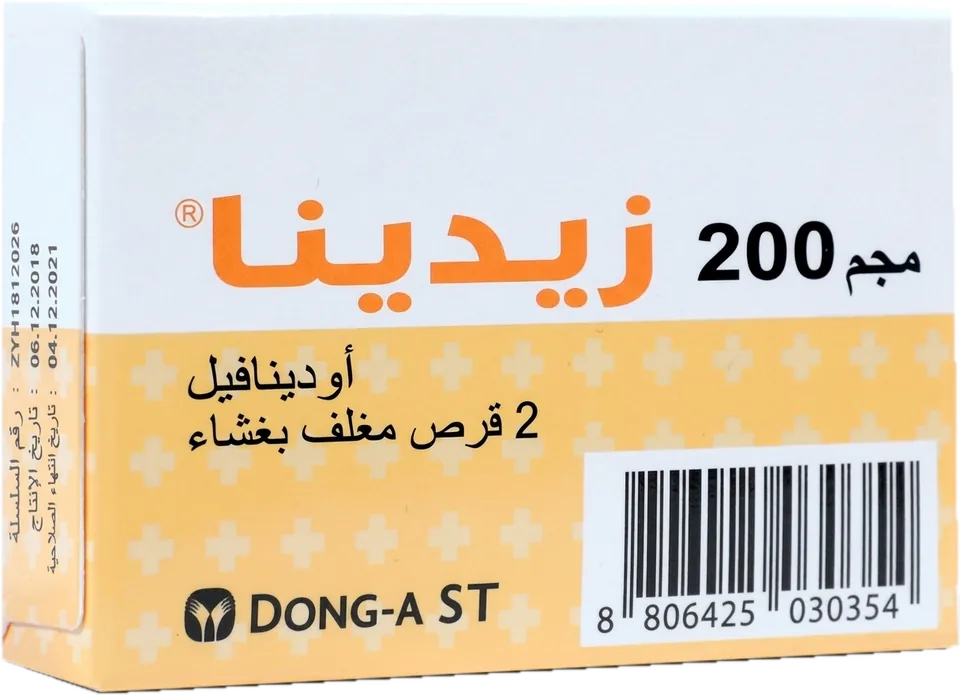 زيدينا® 200 مجم
أودينافيل
2 قرص مغلف بغشاء
DONG-A ST
8 806425 030354
رقم السلسلة : ZYH1812026
تاريخ الإنتاج : 06.12.2018
تاريخ انتهاء الصلاحية : 04.12.2021